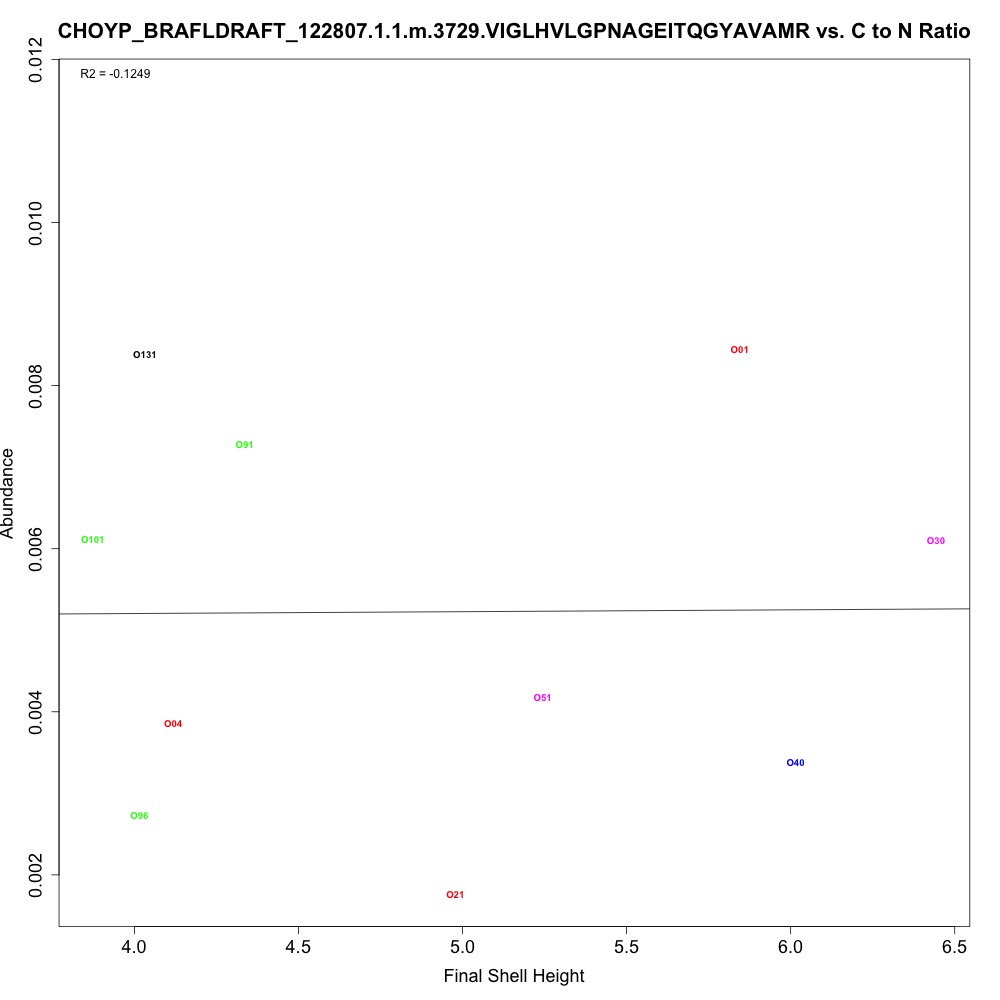 CHOYP_BRAFLDRAFT_122807.1.1.m.3729.VIGLHVLGPNAGEITQGYAVAMR vs. C to N Ratio
R2 = -0.1249
0.012
0.010
0.008
0.006
0.004
0.002
Abundance
O131
O01
O91
O101
O30
O51
O04
O40
O96
O21
4.0 4.5 5.0 5.5 6.0 6.5
Final Shell Height